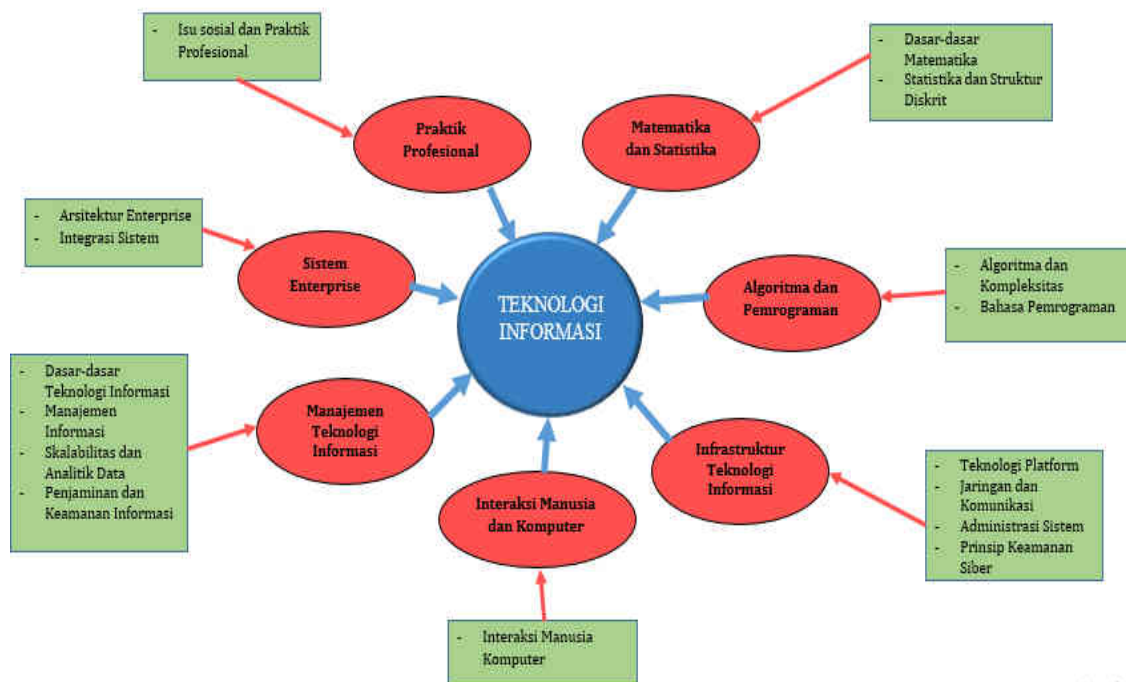 - Isu sosial dan Praktik
Profesional
- Dasar-dasar
Matematika
- Statistika dan Struktur
Diskrit
Praktik
Profesional
Matematika
dan Statistika
- Arsitektur Enterprise
- Integrasi Sistem
Sistem
Enterprise
TEKNOLOGI
INFORMASI
Algoritma dan
Pemrograman
- Algoritma dan
Kompleksitas
- Bahasa Pemrograman
- Dasar-dasar
Teknologi Informasi
- Manajemen
Informasi
- Skalabilitas dan
Analitik Data
- Penjaminan dan
Keamanan Informasi
Manajemen
Teknologi
Informasi
Interaksi Manusia
dan Komputer
Infrastruktur
Teknologi
Informasi
- Teknologi Platform
- Jaringan dan
Komunikasi
- Administrasi Sistem
- Prinsip Keamanan
Siber
- Interaksi Manusia
Komputer